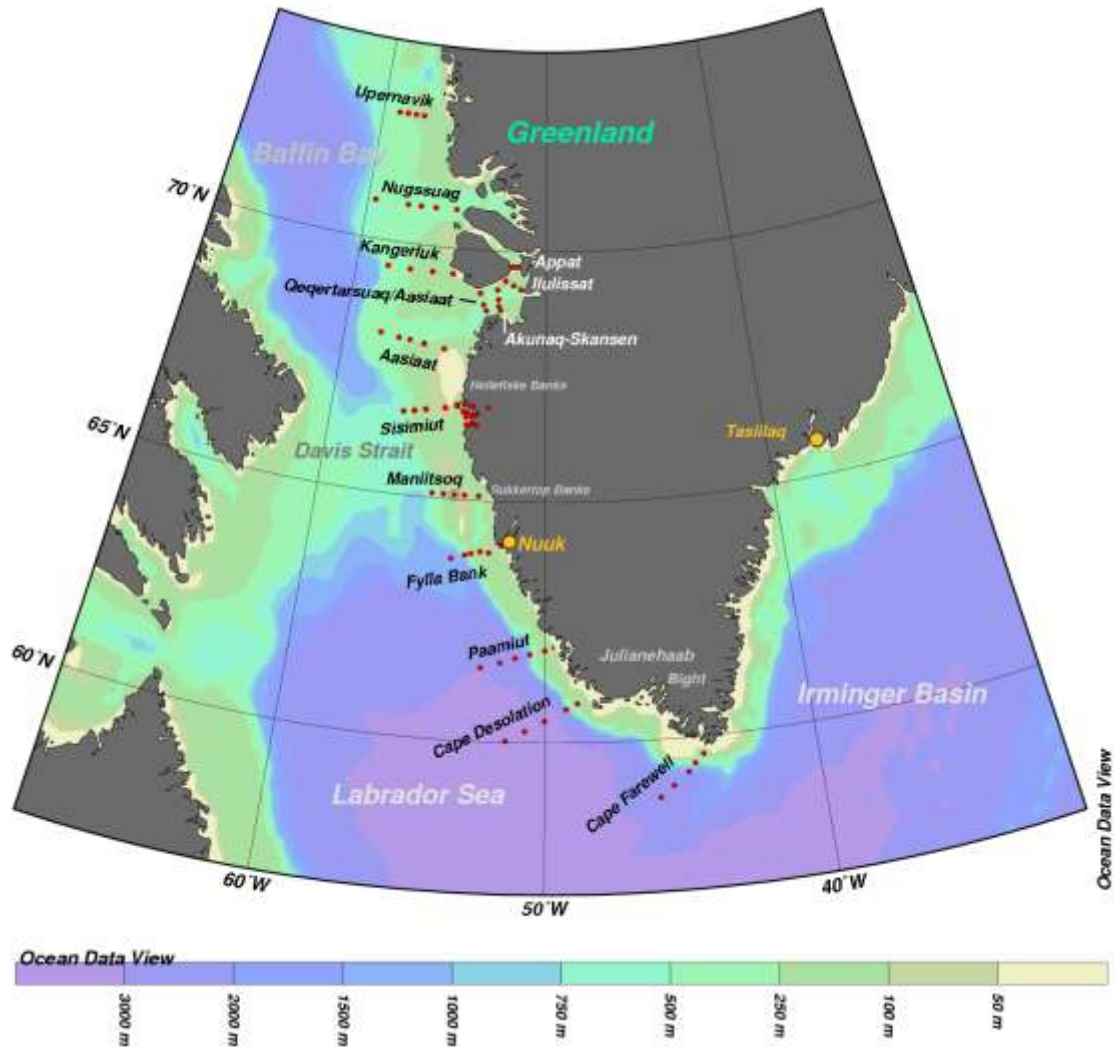 Upernavik
Greenland
Baffin Bay
70°N
Nugssuag
Kangerluk
Appat
Ilulissat
Qeqertarsuaq/Aasiaat
Akunaq-Skansen
Aasiaat
Hellefiske Banke
Sisimiut
65°N
Tasiilaq
Davis Strait
Maniitsoq
Sukkertop Banke
Nuuk
Fylla Bank
60°N
Paamiut
Julianehaab
Bight
Irminger Basin
Cape Desolation
Cape Farewell
Labrador Sea
Ocean Data View
60°W
50°W
40°W
Ocean Data View
3000 m
2000 m
1500 m
1000 m
750 m
500 m
250 m
100 m
50 m